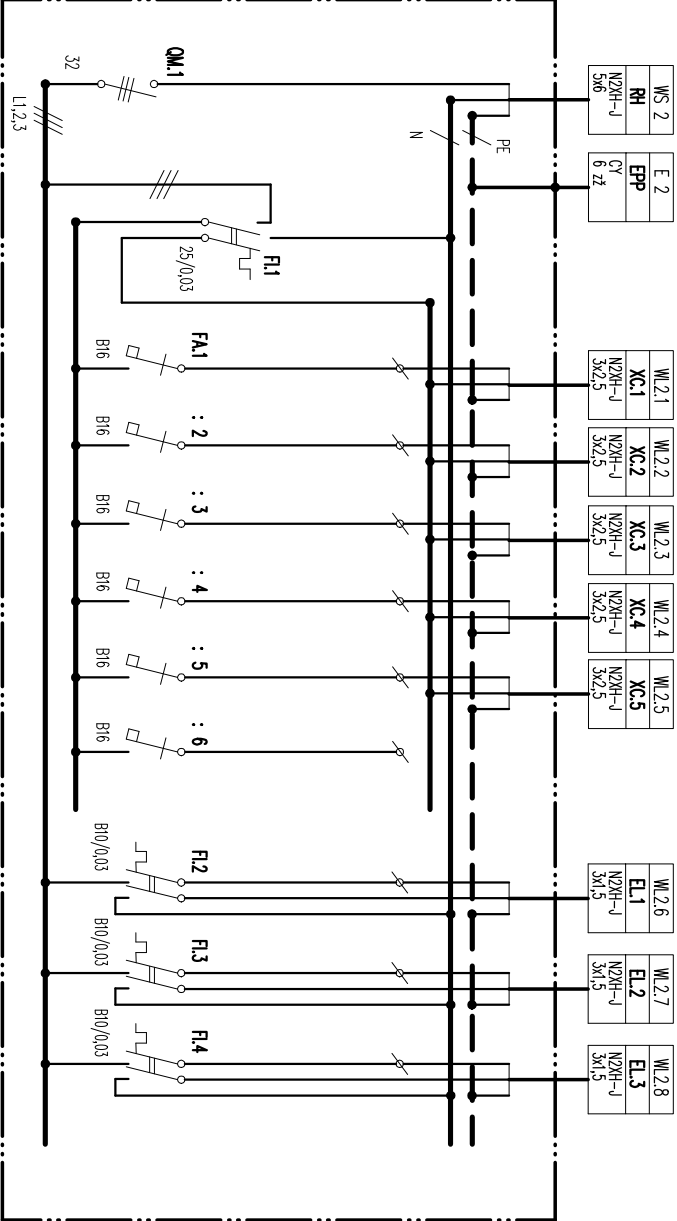 WS 2
RH
N2XH-J
5x6
E 2
EPP
CY
6 zž
WL2.1
XC.1
N2XH-J
3x2,5
WL2.2
XC.2
N2XH-J
3x2,5
WL2.3
XC.3
N2XH-J
3x2,5
WL2.4
XC.4
N2XH-J
3x2,5
WL2.5
XC.5
N2XH-J
3x2,5
WL2.6
EL.1
N2XH-J
3x1,5
WL2.7
EL.2
N2XH-J
3x1,5
WL2.8
EL.3
N2XH-J
3x1,5
PE
N
QM.1
32
L1,2,3
FI.1
25/0,03
FA.1
B16
: 2
B16
: 3
B16
: 4
B16
: 5
B16
: 6
B16
FI.2
B10/0,03
FI.3
B10/0,03
FI.4
B10/0,03